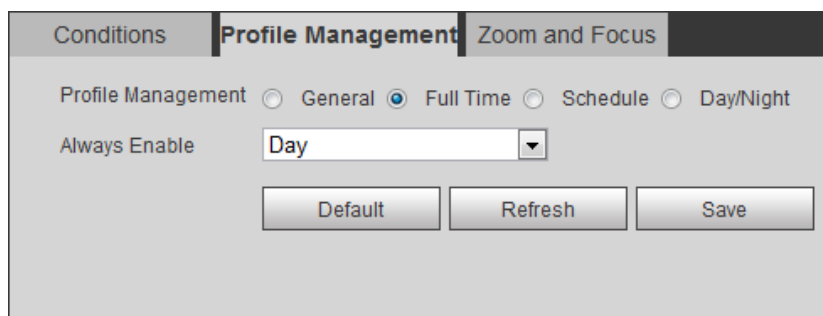 Conditions Profile Management Zoom and Focus
Profile Management General Full Time Schedule Day/Night
Always Enable Day
Default Refresh Save